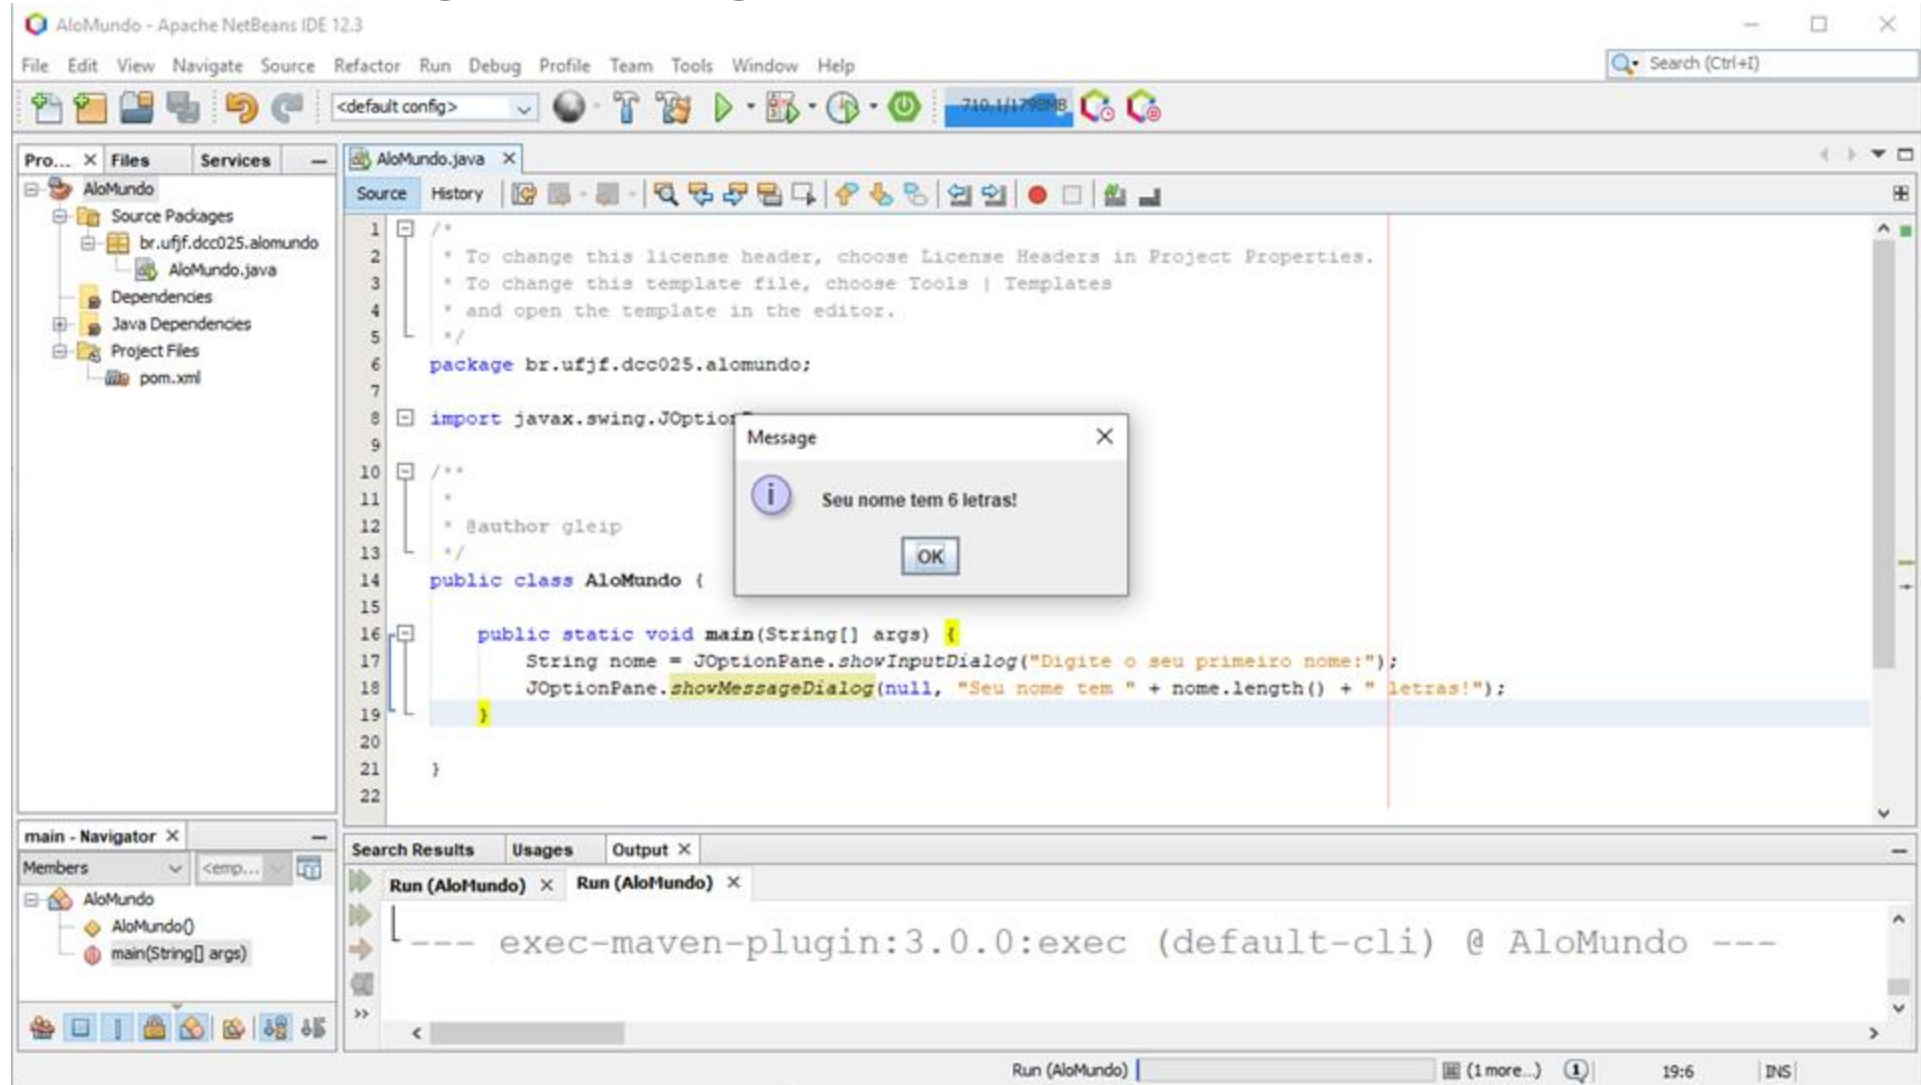 AloMundo - Apache NetBeans IDE 12.3
File Edit View Navigate Source Refactor Run Debug Profile Team Tools Window Help
Search (Ctrl+I)
<default config>
710,1/1798MB
Pro... Files Services
AloMundo
Source Packages
br.ufjf.dcc025.alomundo
AloMundo.java
Dependencies
Java Dependencies
Project Files
pom.xml
AloMundo.java
Source History
1 /*
2 * To change this license header, choose License Headers in Project Properties.
3 * To change this template file, choose Tools | Templates
4 * and open the template in the editor.
5 */
6 package br.ufjf.dcc025.alomundo;
7
8 import javax.swing.JOption
9
10 /**
11 *
12 * @author gleip
13 */
14 public class AloMundo {
15
16 public static void main(String[] args) {
17 String nome = JOptionPane.showInputDialog("Digite o seu primeiro nome:");
18 JOptionPane.showMessageDialog(null, "Seu nome tem " + nome.length() + " letras!");
19 }
20
21 }
22
Message
i
Seu nome tem 6 letras!
OK
main - Navigator
Members <emp...
AloMundo
AloMundo()
main(String[] args)
Search Results Usages Output
Run (AloMundo) Run (AloMundo)
--- exec-maven-plugin:3.0.0:exec (default-cli) @ AloMundo ---
Run (AloMundo) (1 more...) 1 19:6 INS